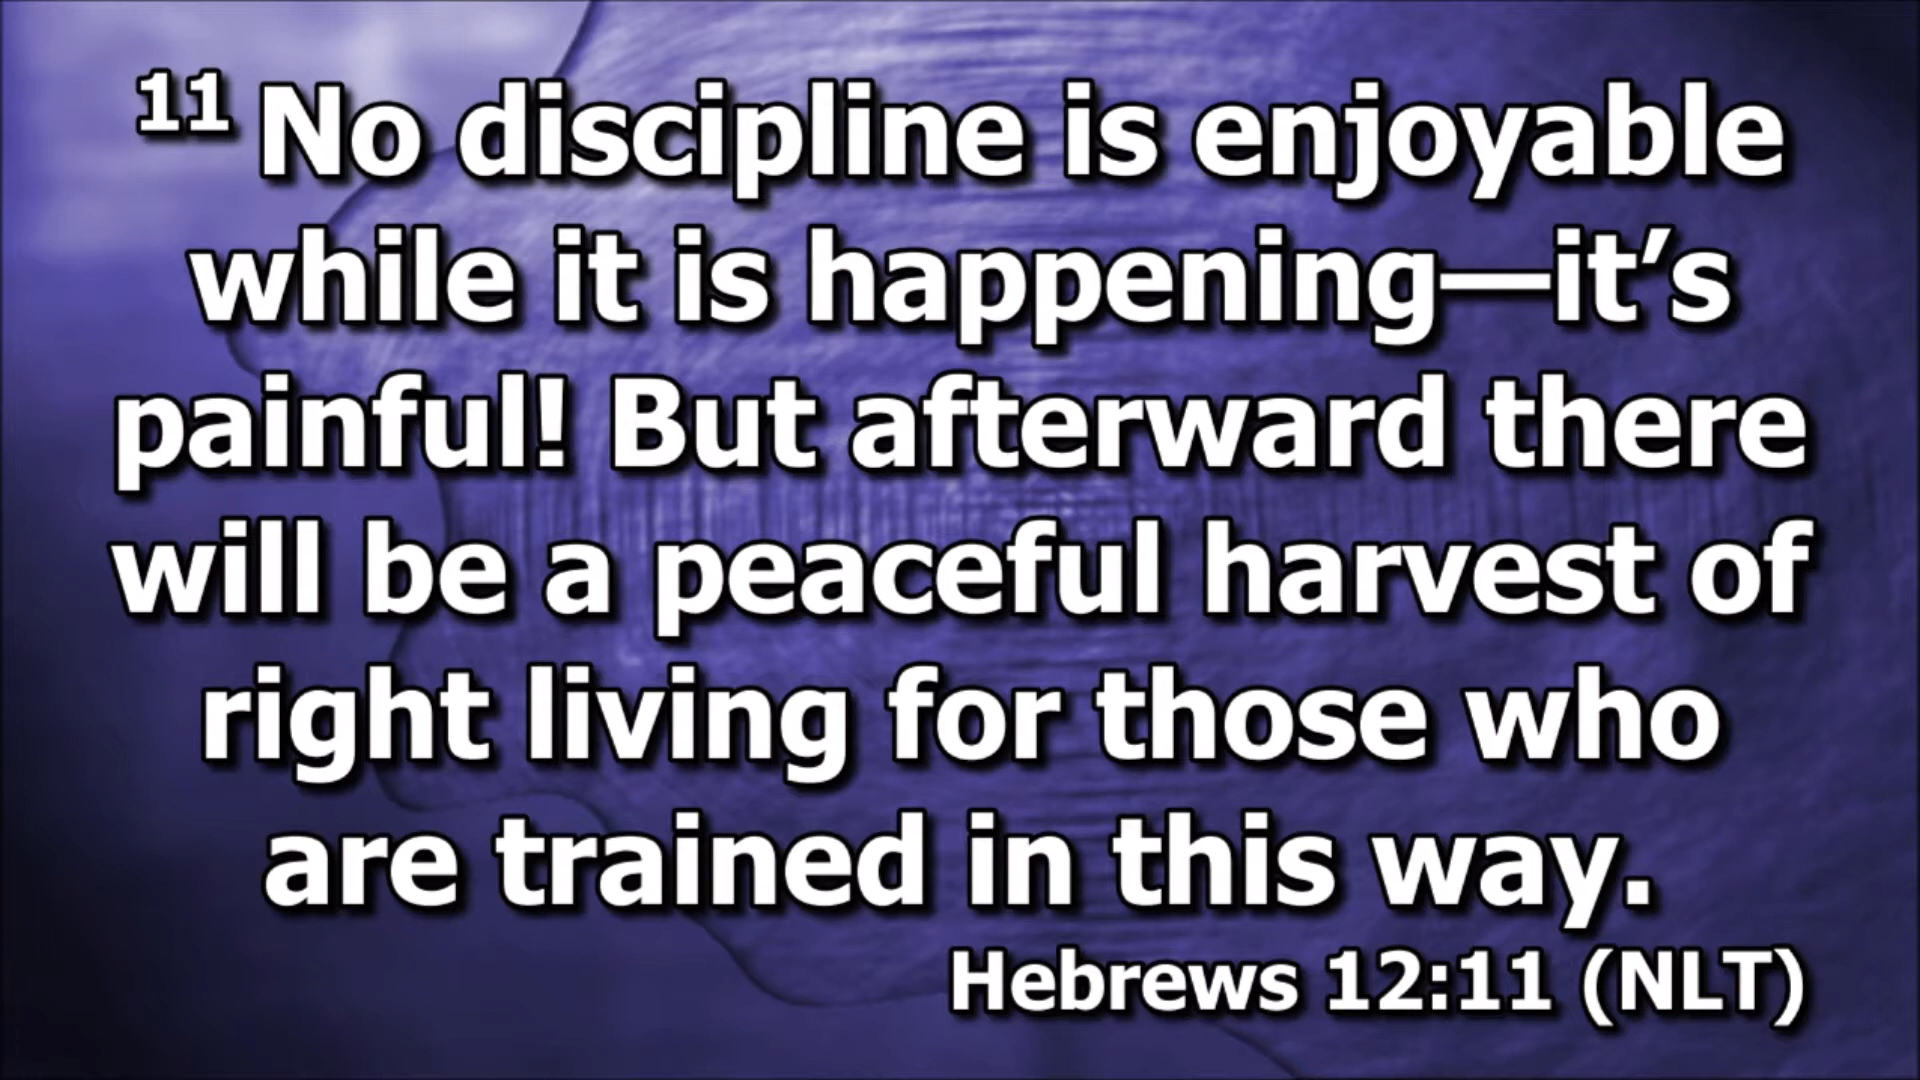 11 No discipline is enjoyable
while it is happening—it’s
painful! But afterward there
will be a peaceful harvest of
right living for those who
are trained in this way.
Hebrews 12:11 (NLT)